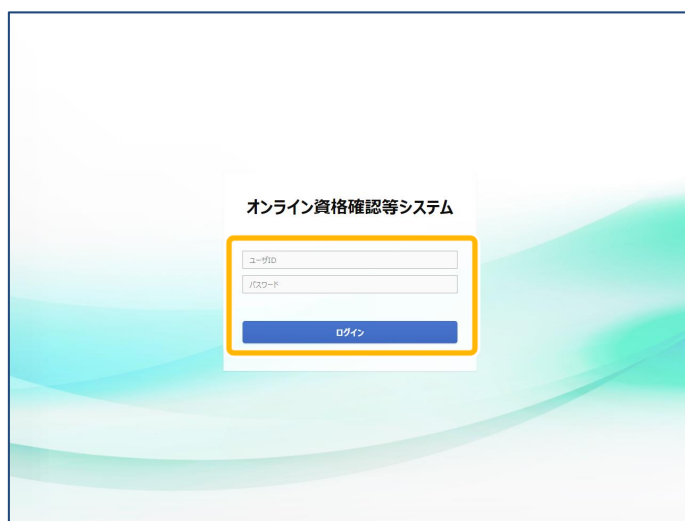 オンライン資格確認等システム
ユーザID
パスワード
ログイン